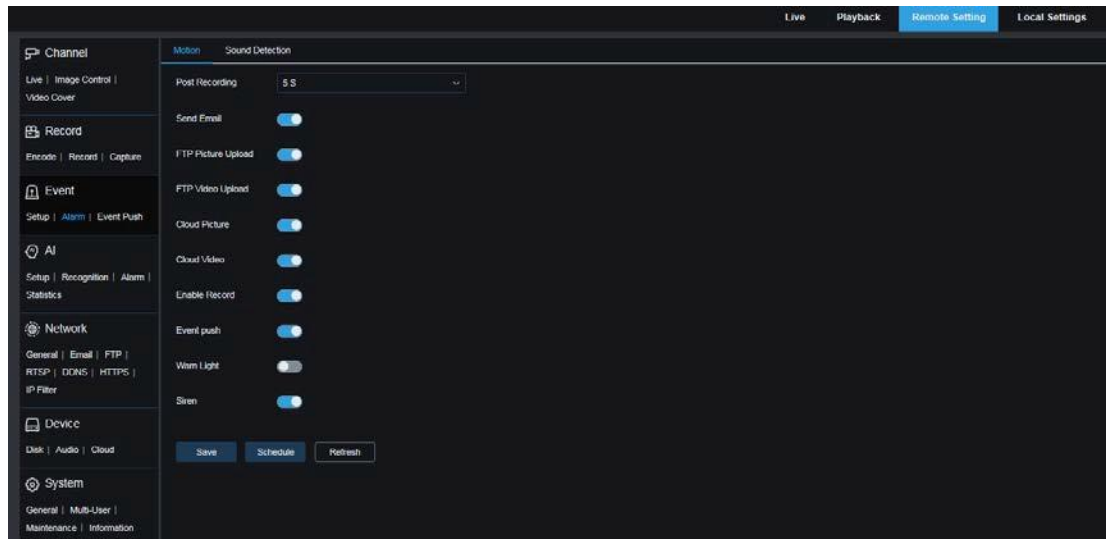 Live Playback Remote Setting Local Settings
Channel
Live | Image Control |
Video Cover
Record
Encode | Record | Capture
Event
Setup | Alarm | Event Push
AI
Setup | Recognition | Alarm |
Statistics
Network
General | Email | FTP |
RTSP | DDNS | HTTPS |
IP Filter
Device
Disk | Audio | Cloud
System
General | Multi-User |
Maintenance | Information
Motion Sound Detection
Post Recording 5 S
Send Email
FTP Picture Upload
FTP Video Upload
Cloud Picture
Cloud Video
Enable Record
Event push
Warn Light
Siren
Save Schedule Refresh